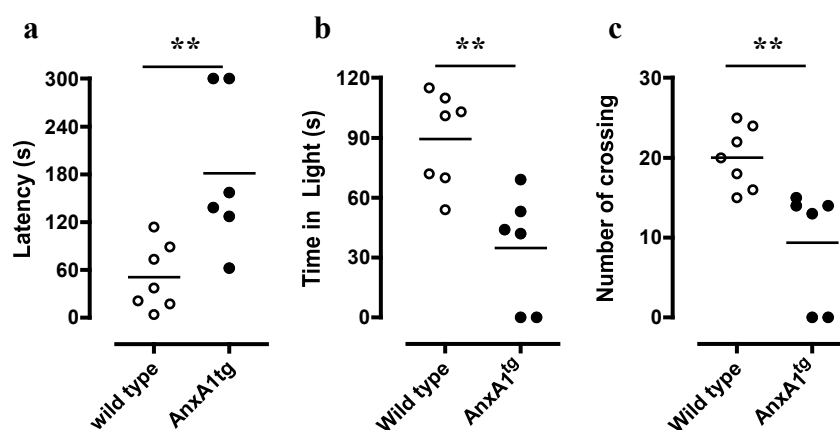 a
**
Latency (s)
300
240
180
120
60
0
wild type
AnxA1tg
b
**
Time in Light (s)
120
90
60
30
0
Wild type
AnxA1tg
c
**
Number of crossing
30
20
10
0
Wild type
AnxA1tg